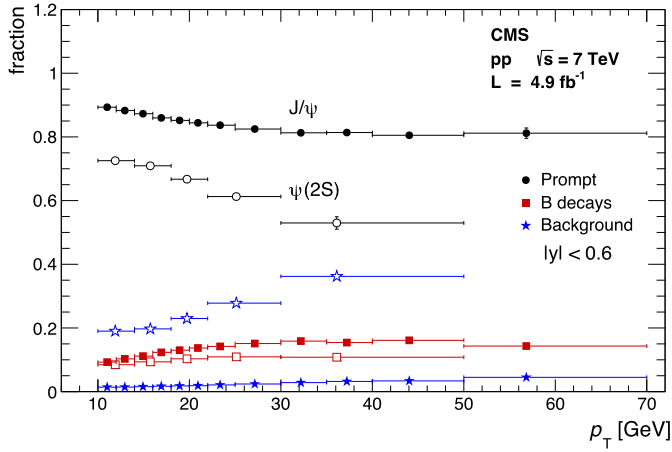 fraction
1.2
1
0.8
0.6
0.4
0.2
0
CMS
pp √s = 7 TeV
L = 4.9 fb⁻¹
J/ψ
ψ(2S)
Prompt
B decays
Background
|y| < 0.6
10 20 30 40 50 60 70
p_T [GeV]